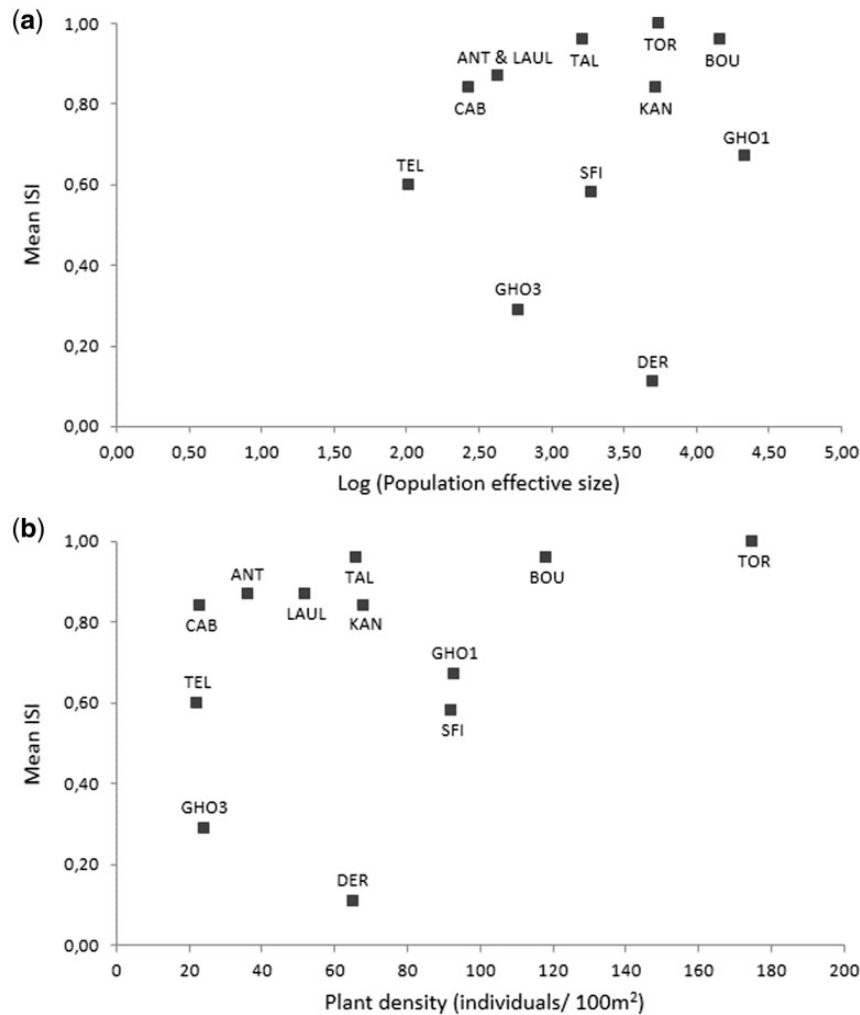 (a)
1,00
TOR
TAL
BOU
ANT & LAUL
0,80
CAB
KAN
GHO1
TEL
SFI
0,60
Mean ISI
0,40
GHO3
0,20
DER
0,00
0,00 0,50 1,00 1,50 2,00 2,50 3,00 3,50 4,00 4,50 5,00
Log (Population effective size)
(b)
1,00
TOR
ANT
TAL
BOU
LAUL
KAN
0,80
CAB
GHO1
TEL
0,60
SFI
Mean ISI
0,40
GHO3
0,20
DER
0,00
0 20 40 60 80 100 120 140 160 180 200
Plant density (individuals/ 100m²)